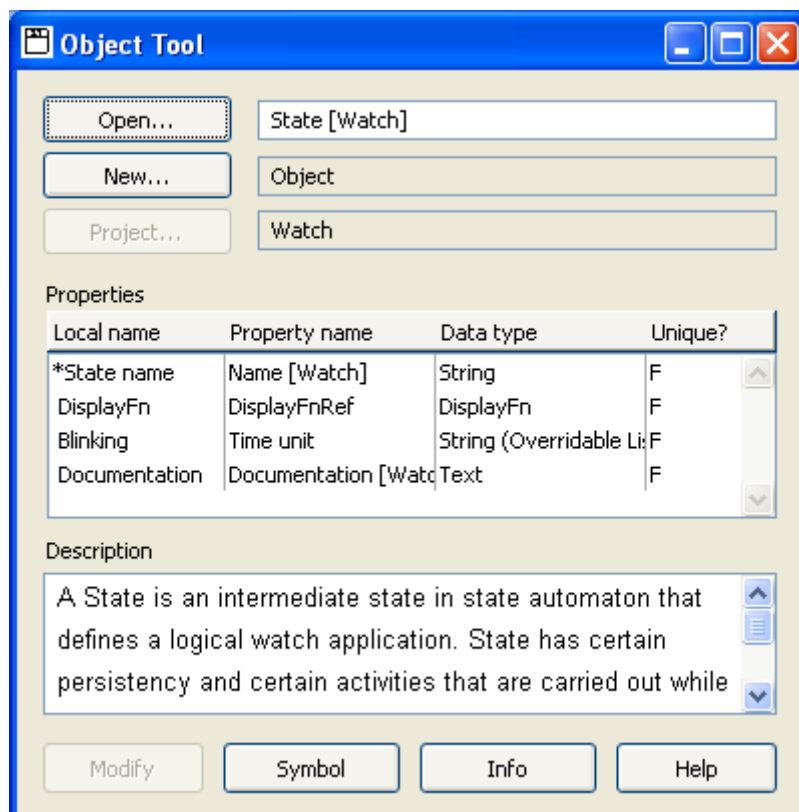 Object Tool
Open... State [Watch]
New... Object
Project... Watch
Properties
Local name Property name Data type Unique?
*State name Name [Watch] String F
DisplayFn DisplayFnRef DisplayFn F
Blinking Time unit String (Overridable Li F
Documentation Documentation [Watc Text F
Description
A State is an intermediate state in state automaton that
defines a logical watch application. State has certain
persistency and certain activities that are carried out while
Modify Symbol Info Help